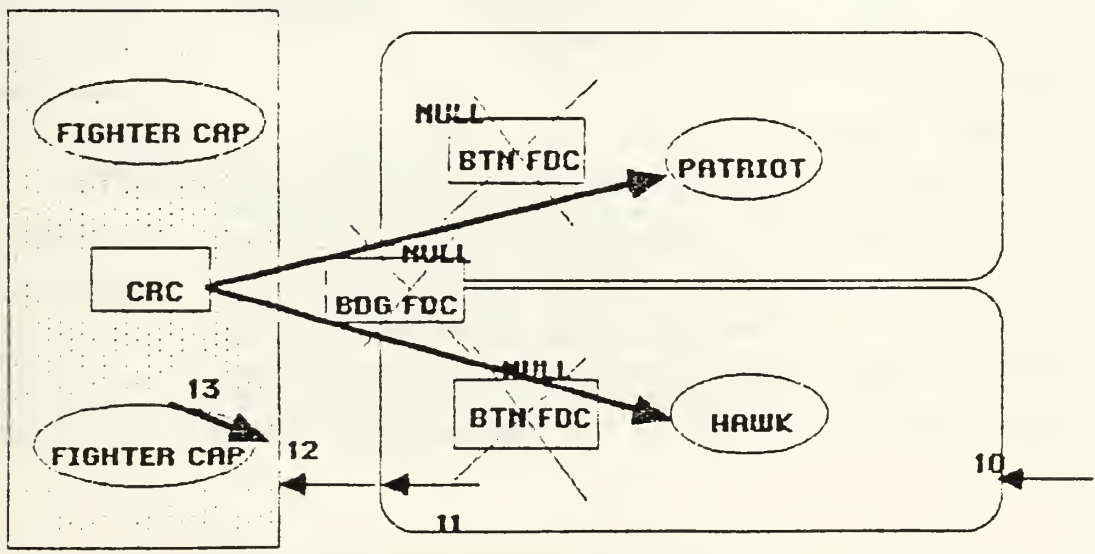 FIGHTER CAP
NULL
BTN FDC
PATRIOT
CRC
NULL
BDG FDC
NULL
BTN FDC
HAWK
13
FIGHTER CAP
12
11
10